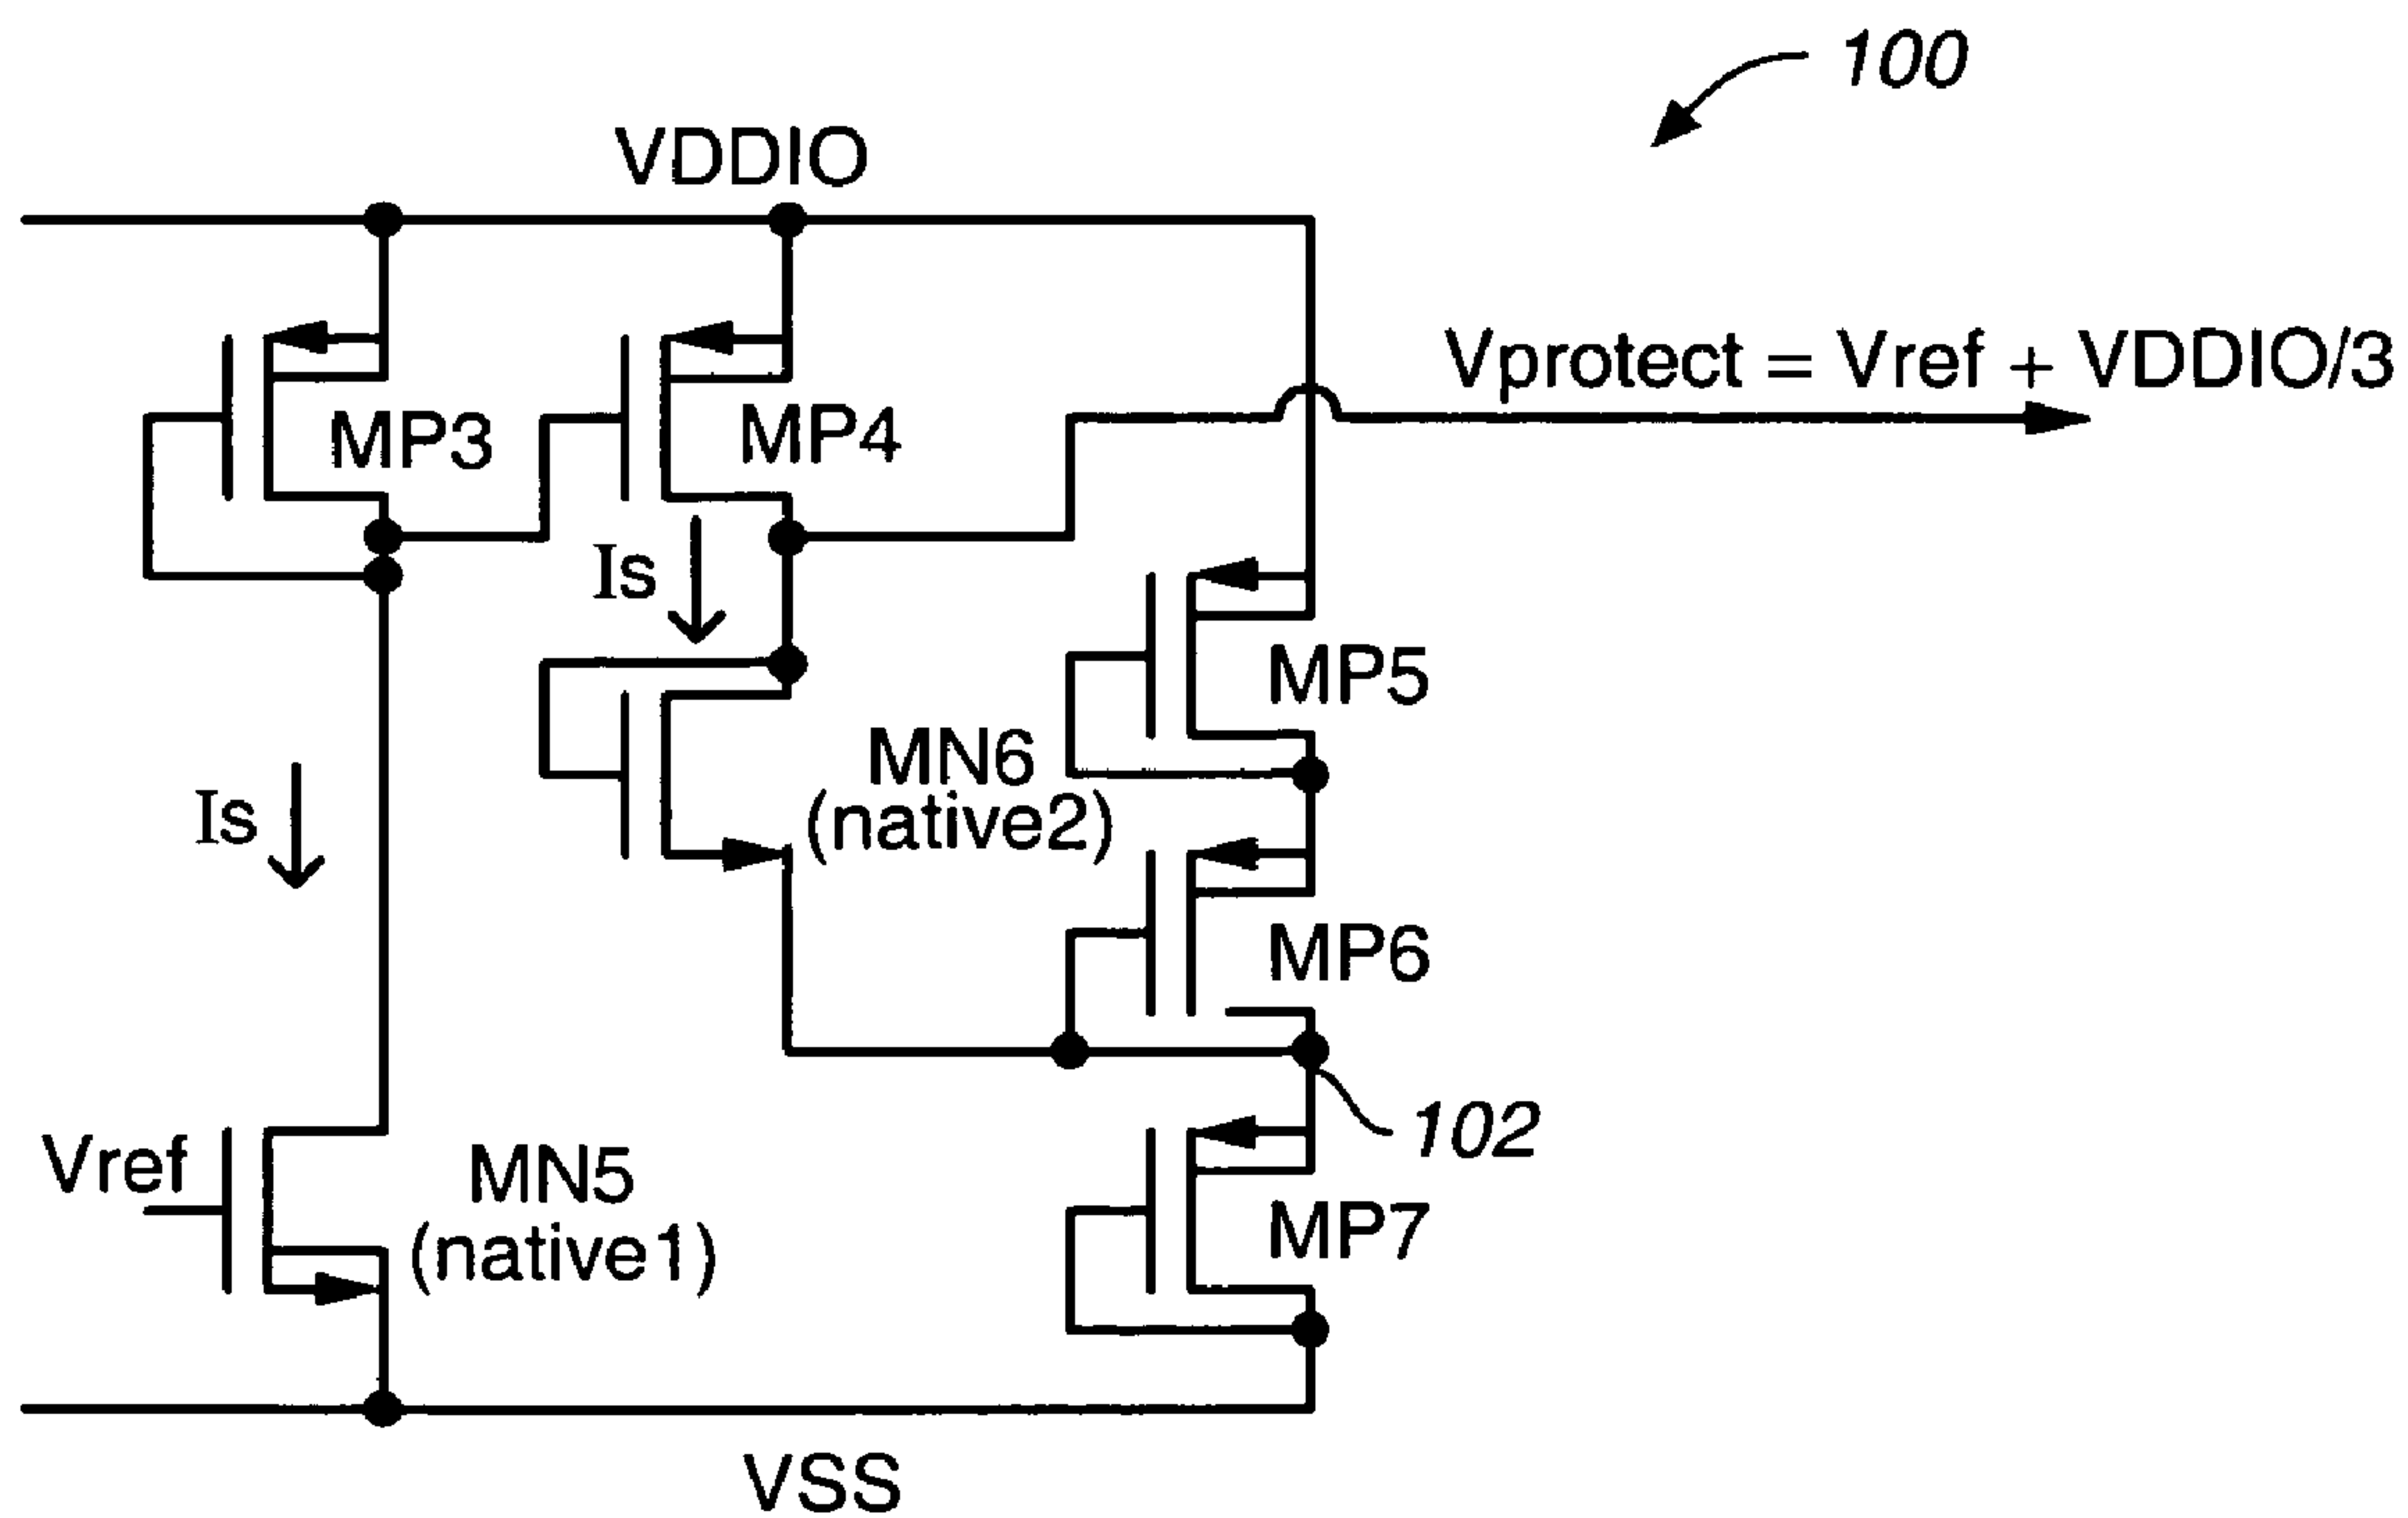 100
VDDIO
Vprotect = Vref + VDDIO/3
MP3
MP4
Is
MP5
MN6
(native2)
Is
MP6
102
Vref
MN5
(native1)
MP7
VSS